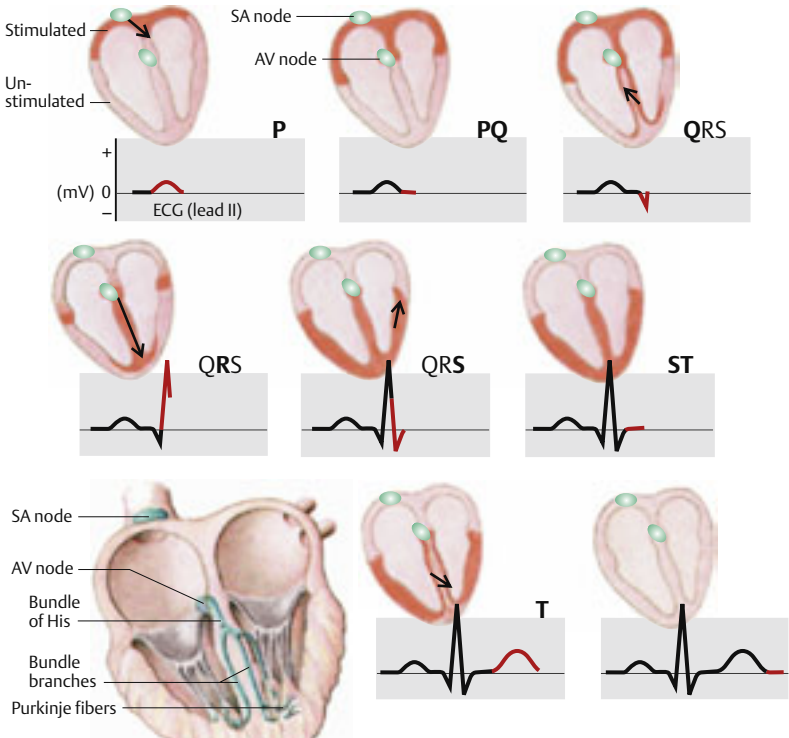 Stimulated
Un-
stimulated
SA node
AV node
P
PQ
QRS
+
(mV) 0
–
ECG (lead II)
QRS
QRS
ST
SA node
AV node
Bundle
of His
Bundle
branches
Purkinje fibers
T